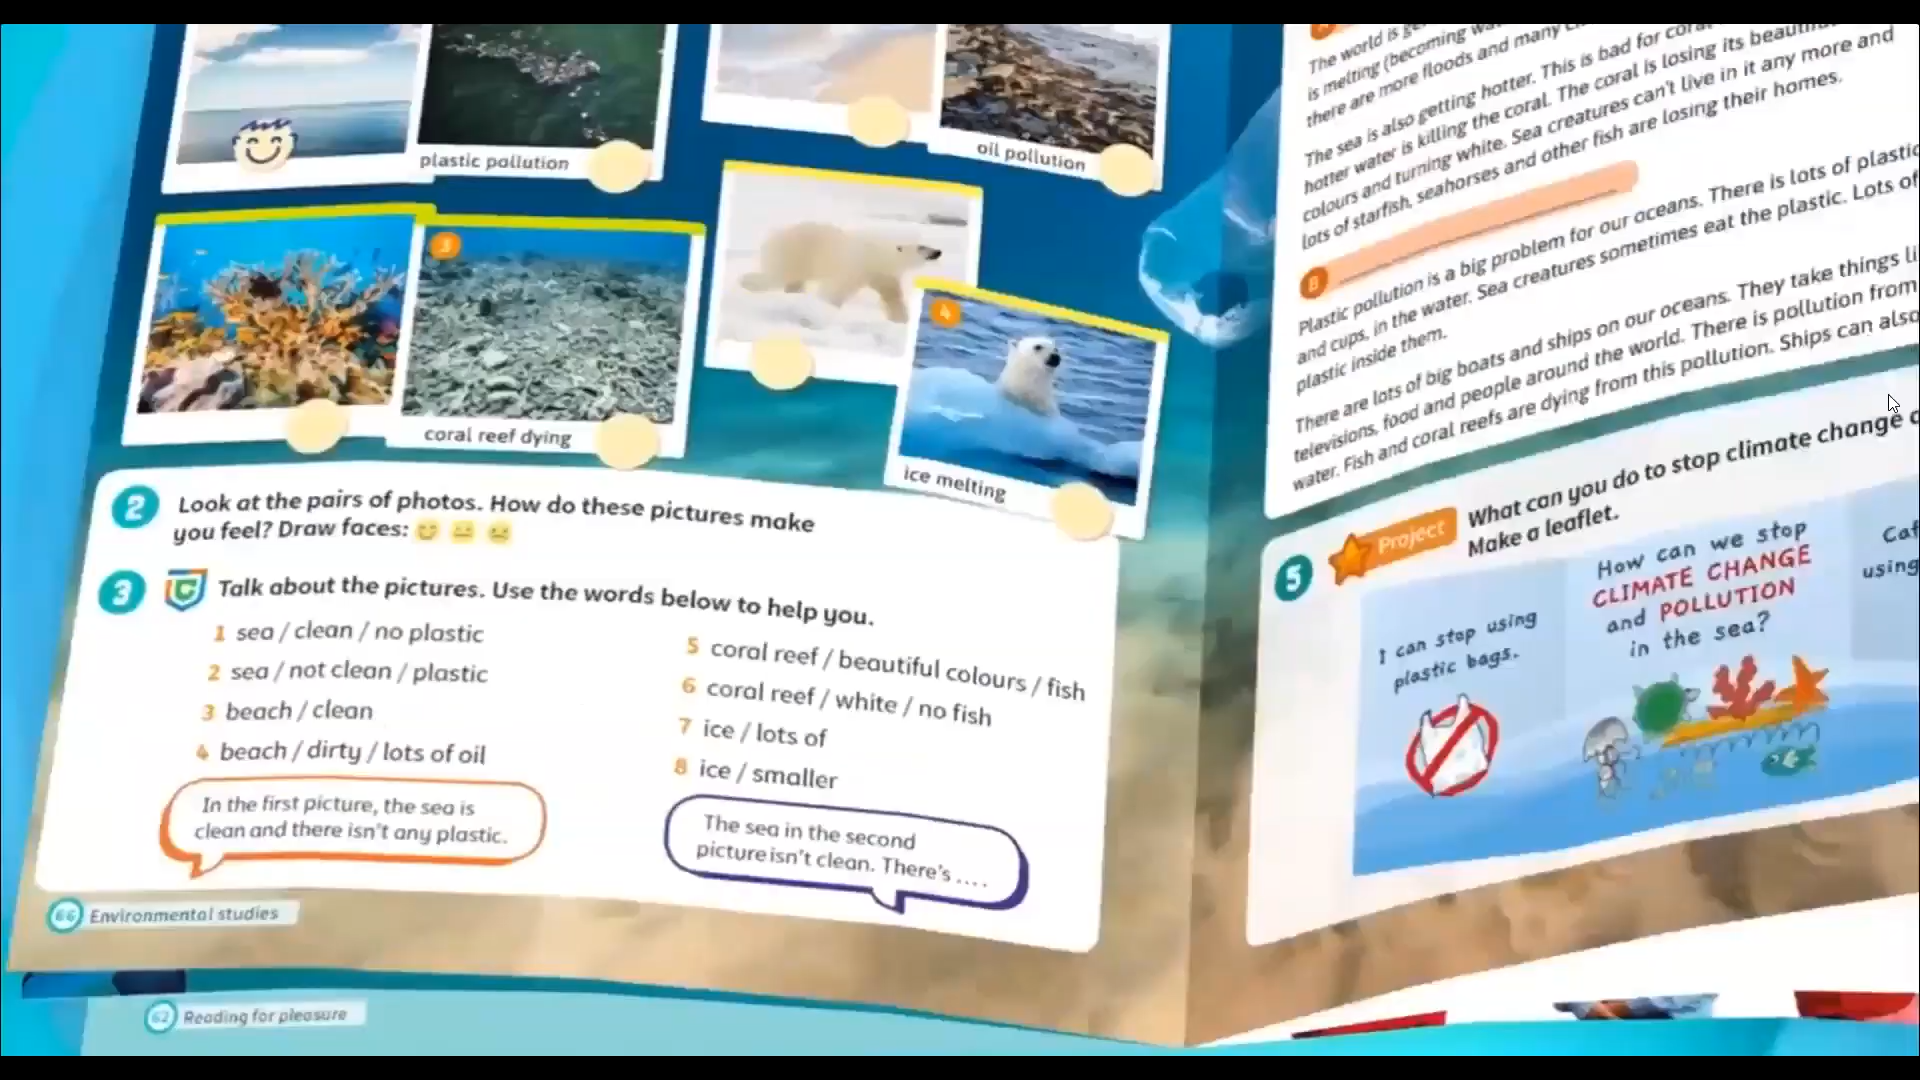 plastic pollution
oil pollution
3
coral reef dying
4
ice melting
2 Look at the pairs of photos. How do these pictures make
you feel? Draw faces:
3 Talk about the pictures. Use the words below to help you.
1 sea / clean / no plastic
2 sea / not clean / plastic
3 beach / clean
4 beach / dirty / lots of oil
5 coral reef / beautiful colours / fish
6 coral reef / white / no fish
7 ice / lots of
8 ice / smaller
In the first picture, the sea is
clean and there isn't any plastic.
The sea in the second
picture isn't clean. There's ....
66 Environmental studies
62 Reading for pleasure
The world is
is melting (becoming
there are more floods and many
The sea is also getting hotter. This is bad for
hotter water is killing the coral. The coral is losing its
colours and turning white. Sea creatures can't live in it any more and
lots of starfish, seahorses and other fish are losing their homes.
B
Plastic pollution is a big problem for our oceans. There is lots of plastic
and cups, in the water. Sea creatures sometimes eat the plastic. Lots of
plastic inside them.
There are lots of big boats and ships on our oceans. They take things
televisions, food and people around the world. There is pollution from
water. Fish and coral reefs are dying from this pollution. Ships can also
5 Project What can you do to stop climate change
Make a leaflet.
I can stop using
plastic bags.
How can we stop
CLIMATE CHANGE
and POLLUTION
in the sea?
using